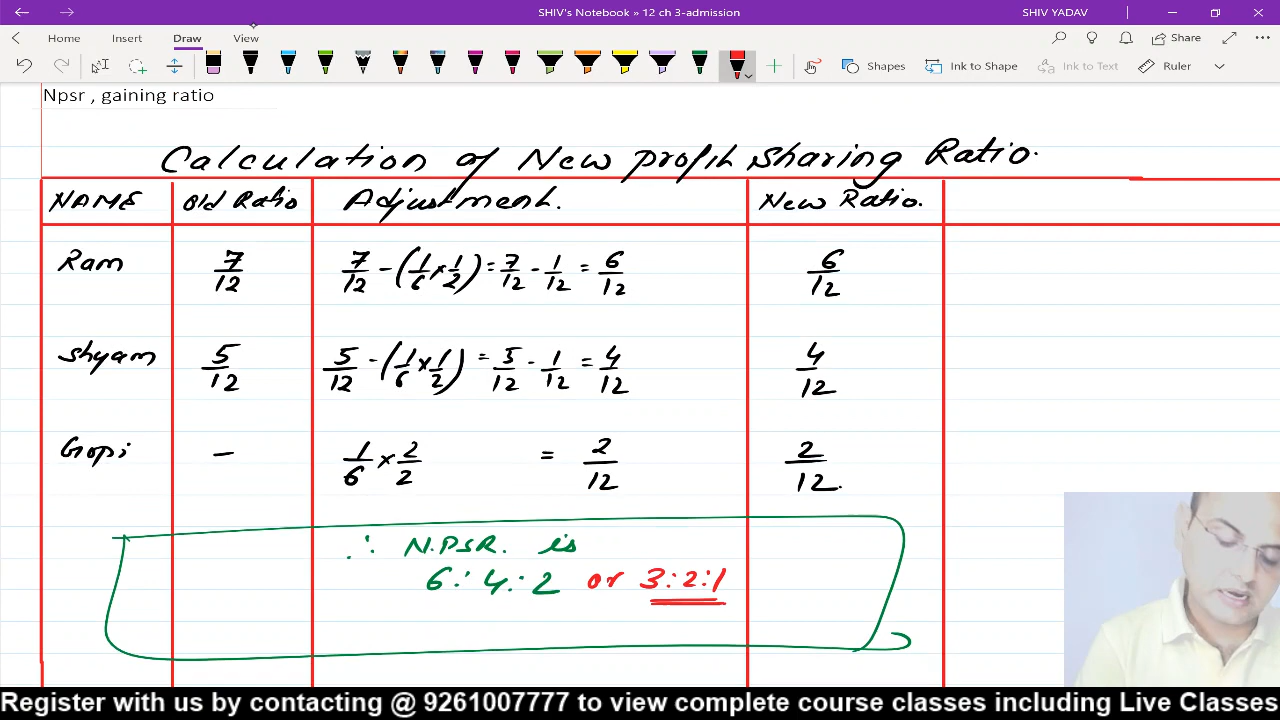 SHIV's Notebook » 12 ch 3-admission
SHIV YADAV
Home Insert Draw View
Share
Shapes
Ink to Shape
Ink to Text
Ruler
Npsr , gaining ratio
Calculation of New profit sharing Ratio.
NAME Old Ratio Adjustment. New Ratio.
Ram 7/12 7/12 - (1/6 × 1/2) = 7/12 - 1/12 = 6/12 6/12
Shyam 5/12 5/12 - (1/6 × 1/2) = 5/12 - 1/12 = 4/12 4/12
Gopi - 1/6 × 2/2 = 2/12 2/12.
∴ N.P.S.R. is
6:4:2 or 3:2:1
Register with us by contacting @ 9261007777 to view complete course classes including Live Classes